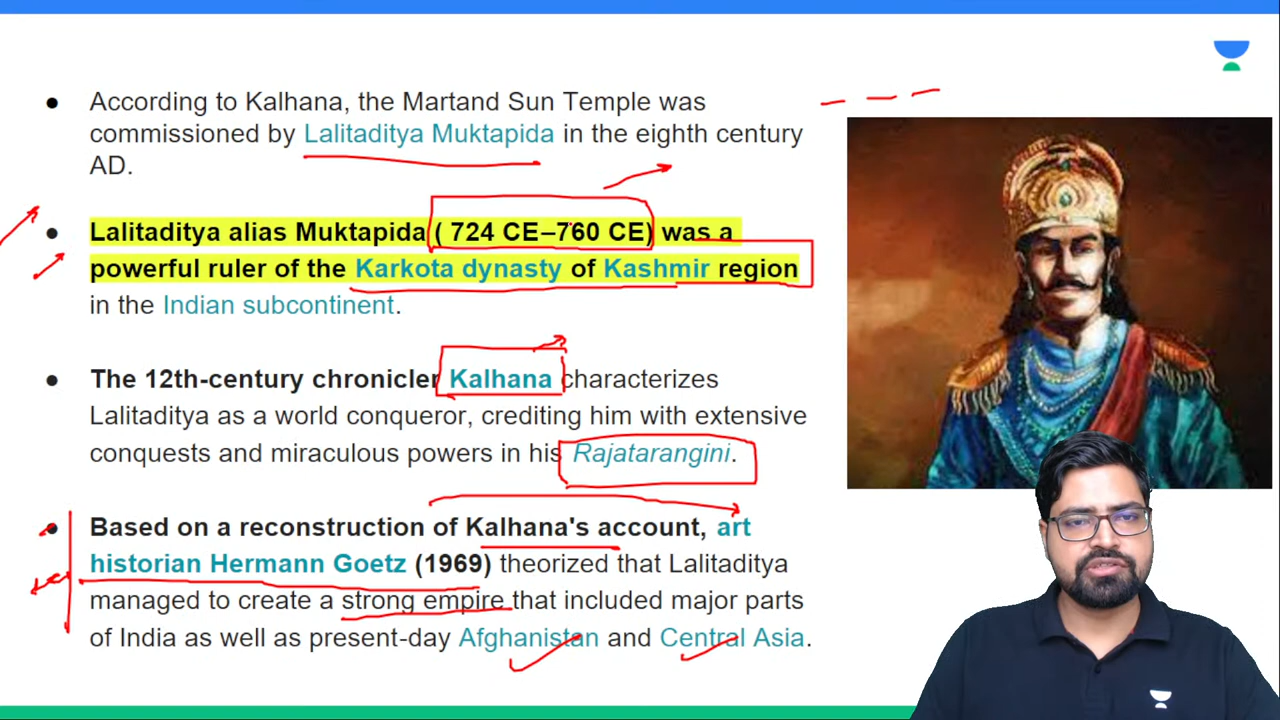 ● According to Kalhana, the Martand Sun Temple was
commissioned by Lalitaditya Muktapida in the eighth century
AD.
● Lalitaditya alias Muktapida ( 724 CE–760 CE) was a
powerful ruler of the Karkota dynasty of Kashmir region
in the Indian subcontinent.
● The 12th-century chronicler Kalhana characterizes
Lalitaditya as a world conqueror, crediting him with extensive
conquests and miraculous powers in his Rajatarangini.
● Based on a reconstruction of Kalhana's account, art
historian Hermann Goetz (1969) theorized that Lalitaditya
managed to create a strong empire that included major parts
of India as well as present-day Afghanistan and Central Asia.